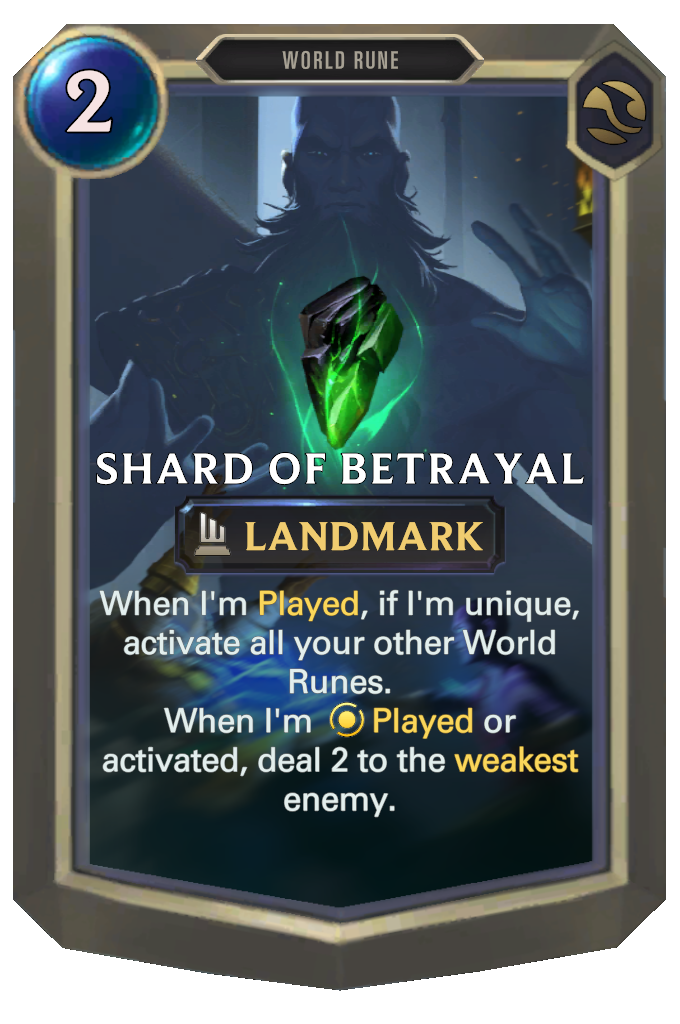 WORLD RUNE
2
SHARD OF BETRAYAL
LANDMARK
When I'm Played, if I'm unique,
activate all your other World
Runes.
When I'm Played or
activated, deal 2 to the weakest
enemy.